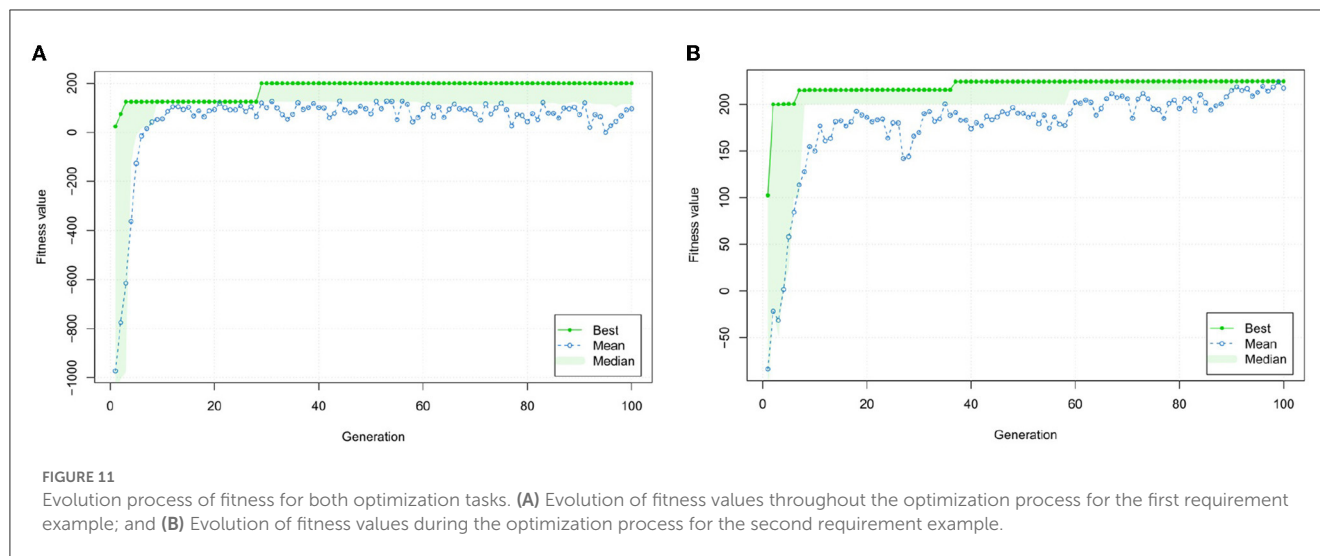 A
200
0
−200
−400
−600
−800
−1000
Fitness value
0 20 40 60 80 100
Generation
Best
Mean
Median
B
200
150
100
50
0
−50
Fitness value
0 20 40 60 80 100
Generation
Best
Mean
Median
FIGURE 11
Evolution process of fitness for both optimization tasks. (A) Evolution of fitness values throughout the optimization process for the first requirement
example; and (B) Evolution of fitness values during the optimization process for the second requirement example.